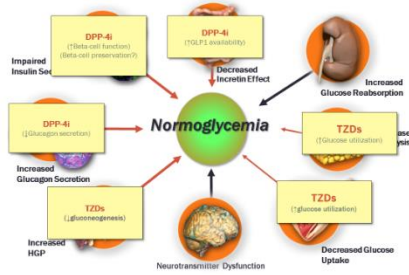 DPP-4i
(↑Beta-cell function)
(Beta-cell preservation?)
Impaired
Insulin Sec
DPP-4i
(↑GLP1 availability)
Decreased
Incretin Effect
Increased
Glucose Reabsorption
DPP-4i
(↓Glucagon secretion)
Increased
Glucagon Secretion
Normoglycemia
TZDs
(↑Glucose utilization)
TZDs
(↓gluconeogenesis)
Increased
HGP
Neurotransmitter Dysfunction
TZDs
(↑glucose utilization)
Decreased Glucose
Uptake